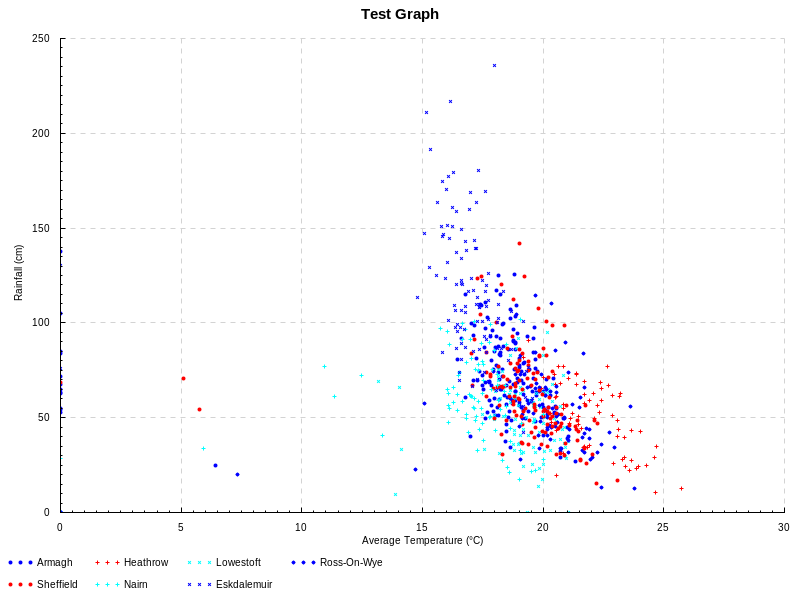 Test Graph
250
200
150
100
50
0
Rainfall (cm)
0 5 10 15 20 25 30
Average Temperature (°C)
Armagh Heathrow Lowestoft Ross-On-Wye
Sheffield Nairn Eskdalemuir